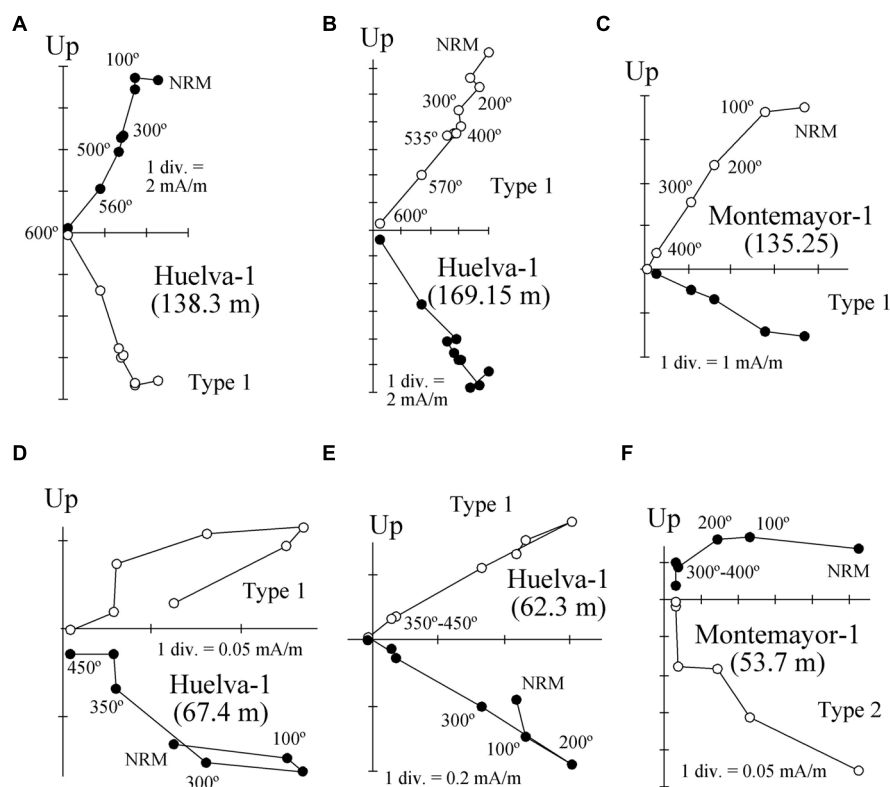 A
Up
100º
NRM
300º
500º
1 div. =
2 mA/m
560º
600º
Huelva-1
(138.3 m)
Type 1
B
Up
NRM
300º
200º
535º
400º
570º
Type 1
600º
Huelva-1
(169.15 m)
1 div. =
2 mA/m
C
Up
100º
NRM
200º
300º
Montemayor-1
(135.25)
400º
Type 1
1 div. = 1 mA/m
D
Up
Type 1
1 div. = 0.05 mA/m
450º
Huelva-1
(67.4 m)
350º
NRM
100º
300º
E
Type 1
Up
Huelva-1
(62.3 m)
350º-450º
NRM
300º
100º
200º
1 div. = 0.2 mA/m
F
Up
200º
100º
300º-400º
NRM
Montemayor-1
(53.7 m)
Type 2
1 div. = 0.05 mA/m